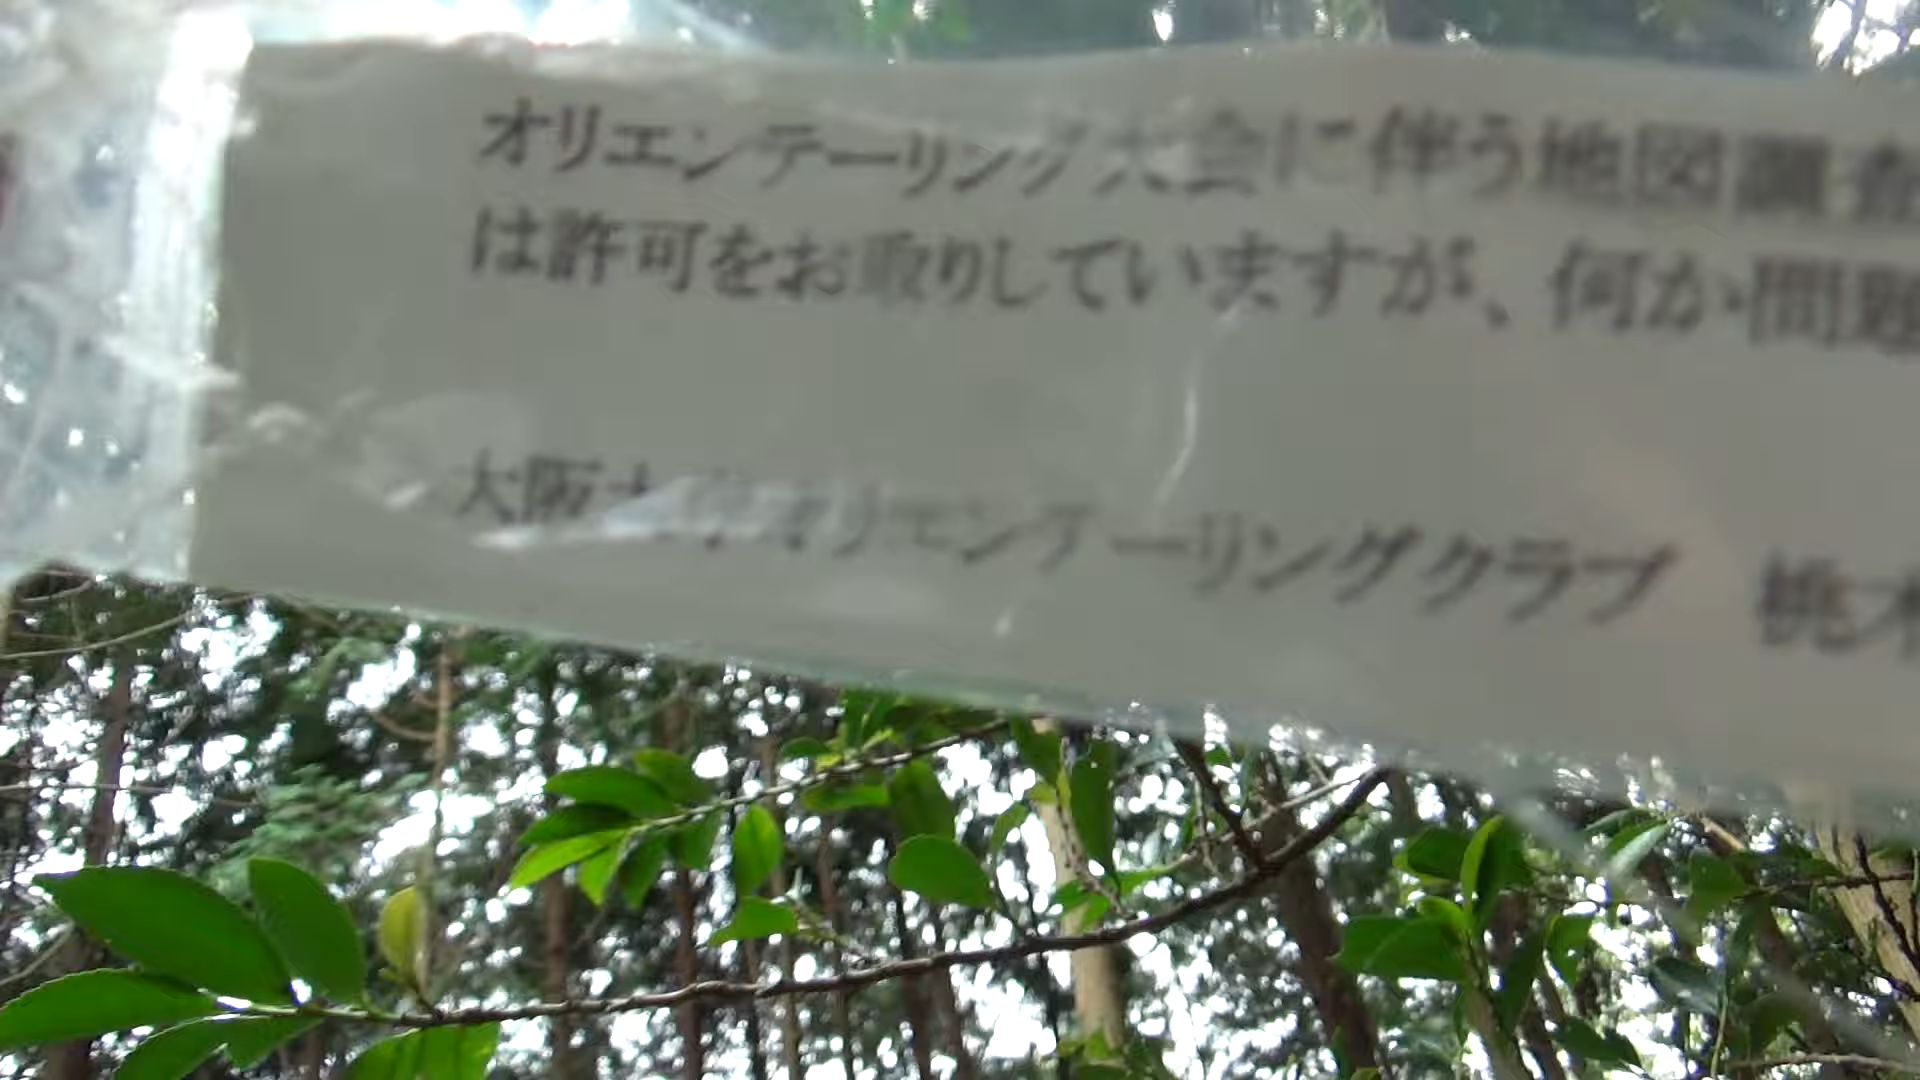 オリエンテーリング大会に伴う地図調査
は許可をお取りしていますが、何か問題
大阪大学オリエンテーリングクラブ